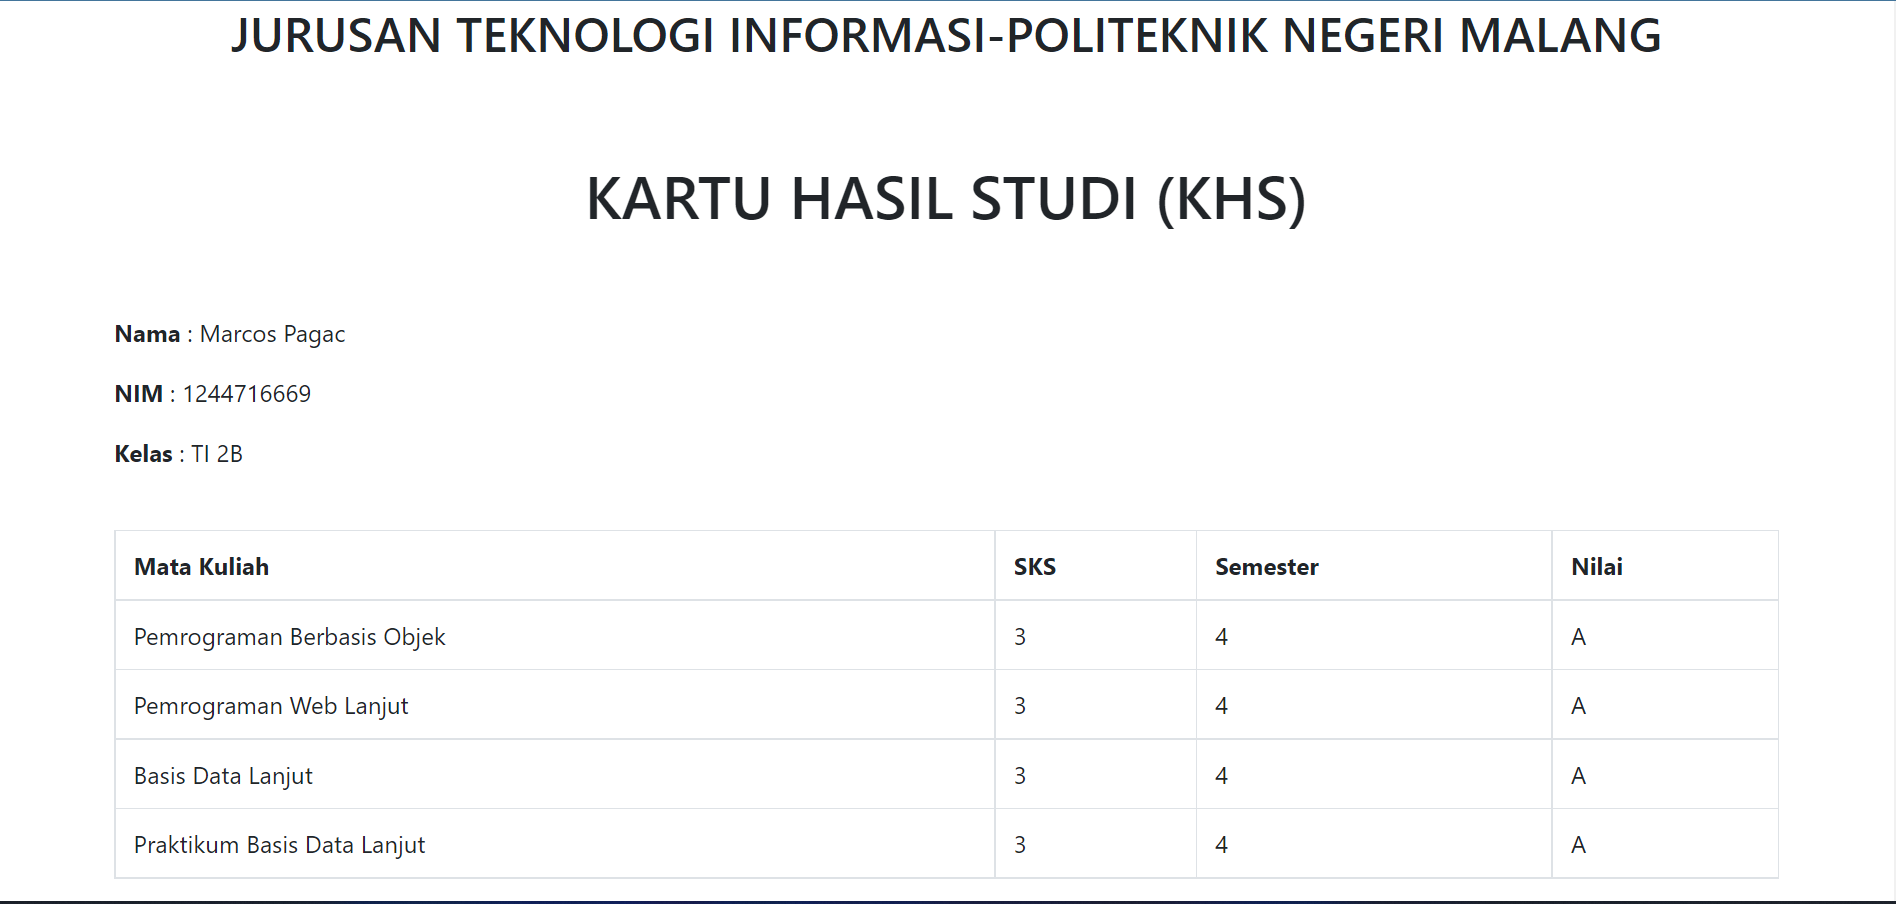 JURUSAN TEKNOLOGI INFORMASI-POLITEKNIK NEGERI MALANG
KARTU HASIL STUDI (KHS)
Nama : Marcos Pagac
NIM : 1244716669
Kelas : TI 2B
Mata Kuliah SKS Semester Nilai
Pemrograman Berbasis Objek 3 4 A
Pemrograman Web Lanjut 3 4 A
Basis Data Lanjut 3 4 A
Praktikum Basis Data Lanjut 3 4 A